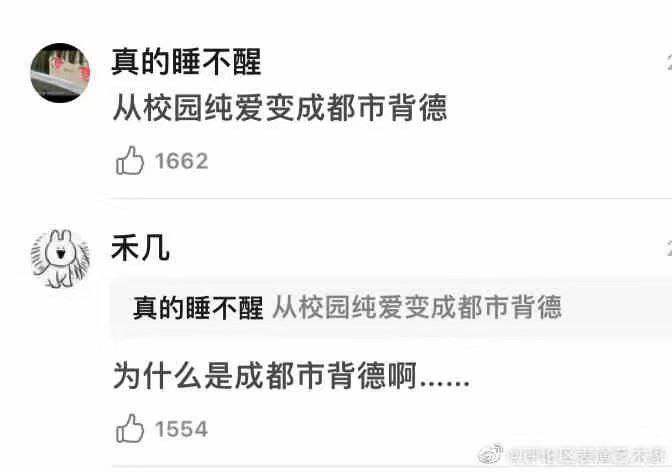 真的睡不醒
从校园纯爱变成都市背德
1662
禾几
真的睡不醒 从校园纯爱变成都市背德
为什么是成都市背德啊……
1554